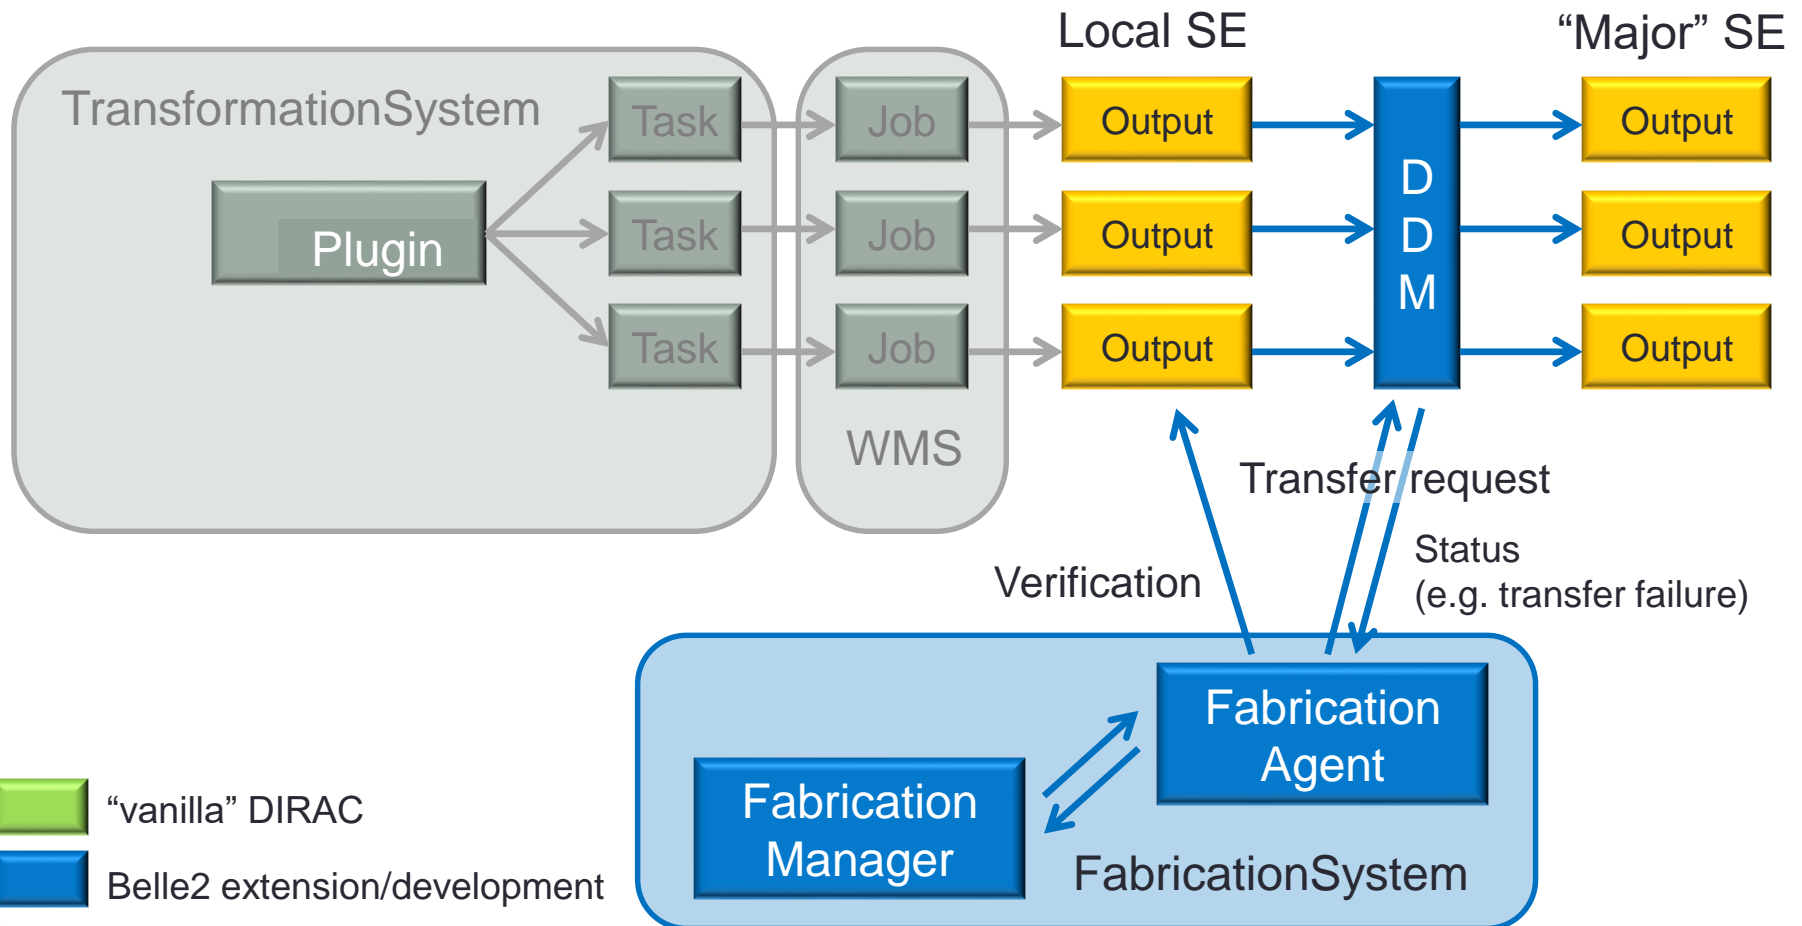 Local SE
“Major” SE
TransformationSystem
Task
Job
Output
Output
Plugin
Task
Job
Output
Output
Task
Job
Output
Output
D
D
M
WMS
Transfer request
Status
(e.g. transfer failure)
Verification
Fabrication
Agent
Fabrication
Manager
FabricationSystem
“vanilla” DIRAC
Belle2 extension/development